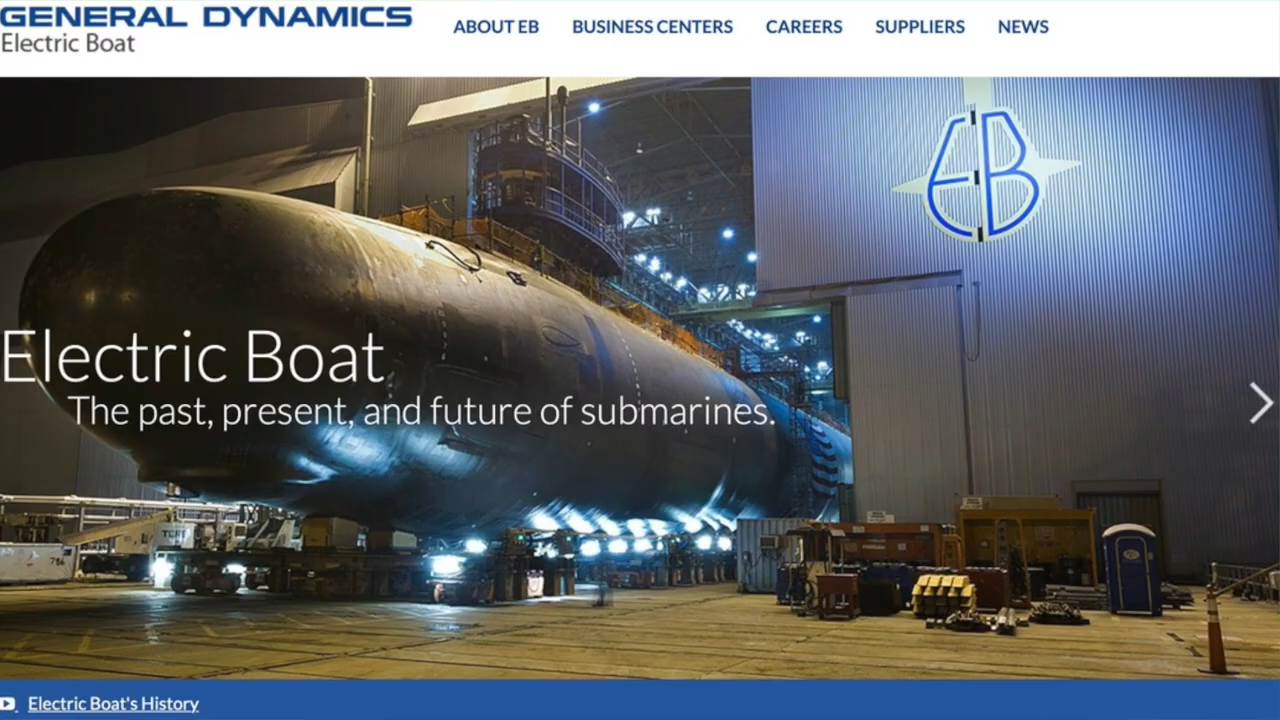 GENERAL DYNAMICS
Electric Boat
ABOUT EB BUSINESS CENTERS CAREERS SUPPLIERS NEWS
EB
Electric Boat
The past, present, and future of submarines.
Electric Boat's History